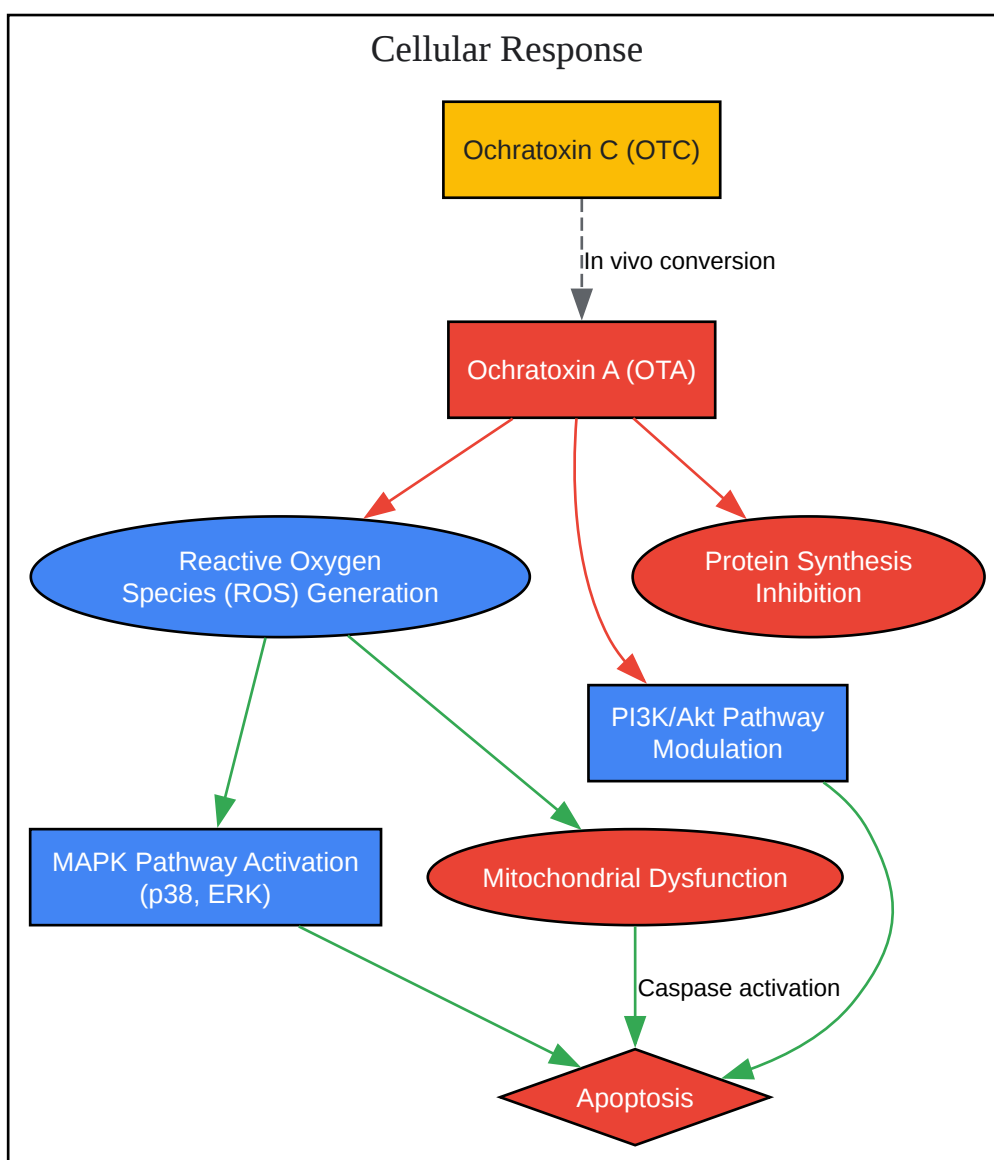 Cellular Response
Ochratoxin C (OTC)
In vivo conversion
Ochratoxin A (OTA)
Reactive Oxygen
Species (ROS) Generation
Protein Synthesis
Inhibition
PI3K/Akt Pathway
Modulation
MAPK Pathway Activation
(p38, ERK)
Mitochondrial Dysfunction
Caspase activation
Apoptosis